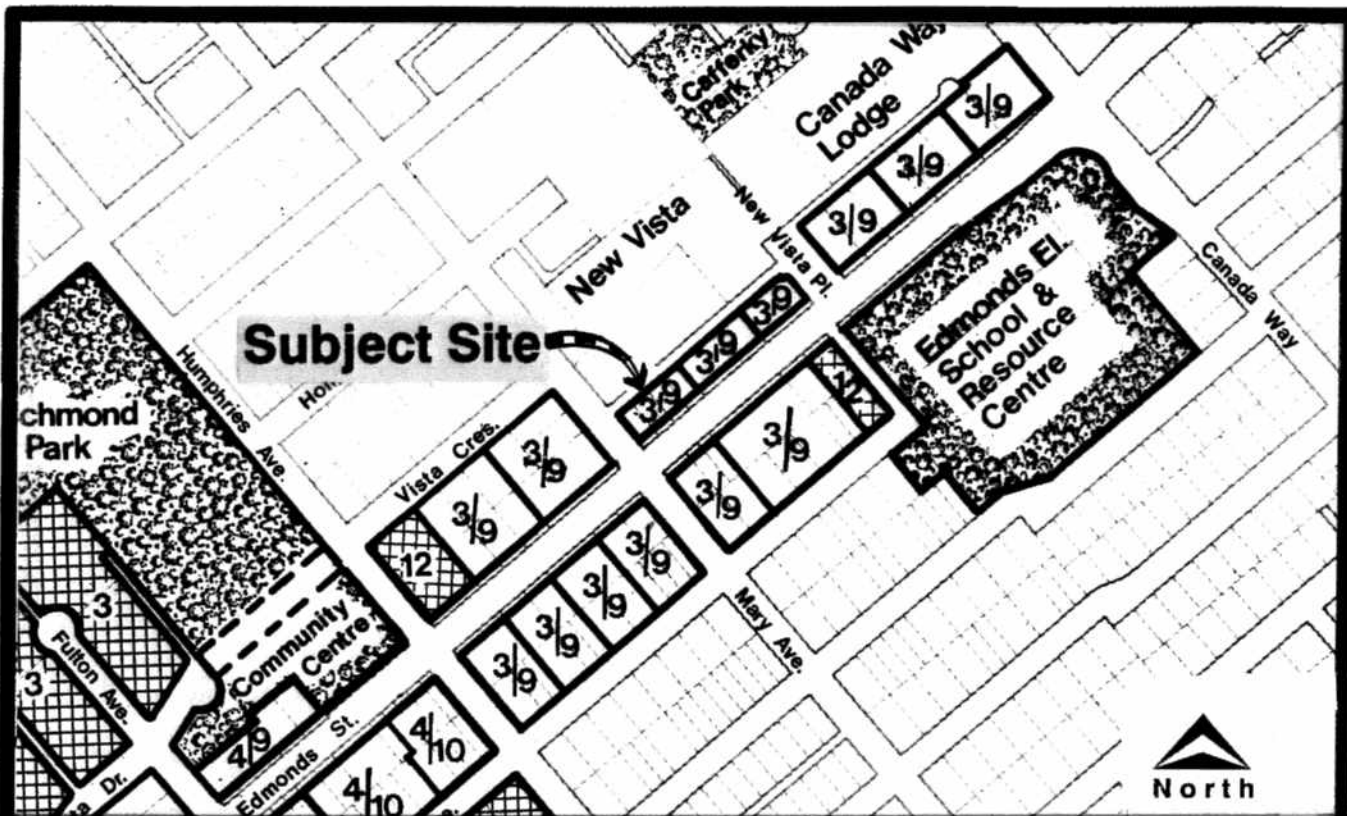 Cafferky
Park
Canada Way
Lodge
3/9
3/9
3/9
New Vista
New Vista Pl.
Edmonds El.
School &
Resource
Centre
Canada Way
Subject Site
3/9
3/9
3/9
Humphries Ave.
chmond
Park
Vista Cres.
3/9
3/9
12
3/9
3/9
3/9
3/9
3/9
3/9
3/9
Mary Ave.
Community
Centre
3
3
Fulton Ave.
4/9
Edmonds St.
4/10
4/10
Dr.
North